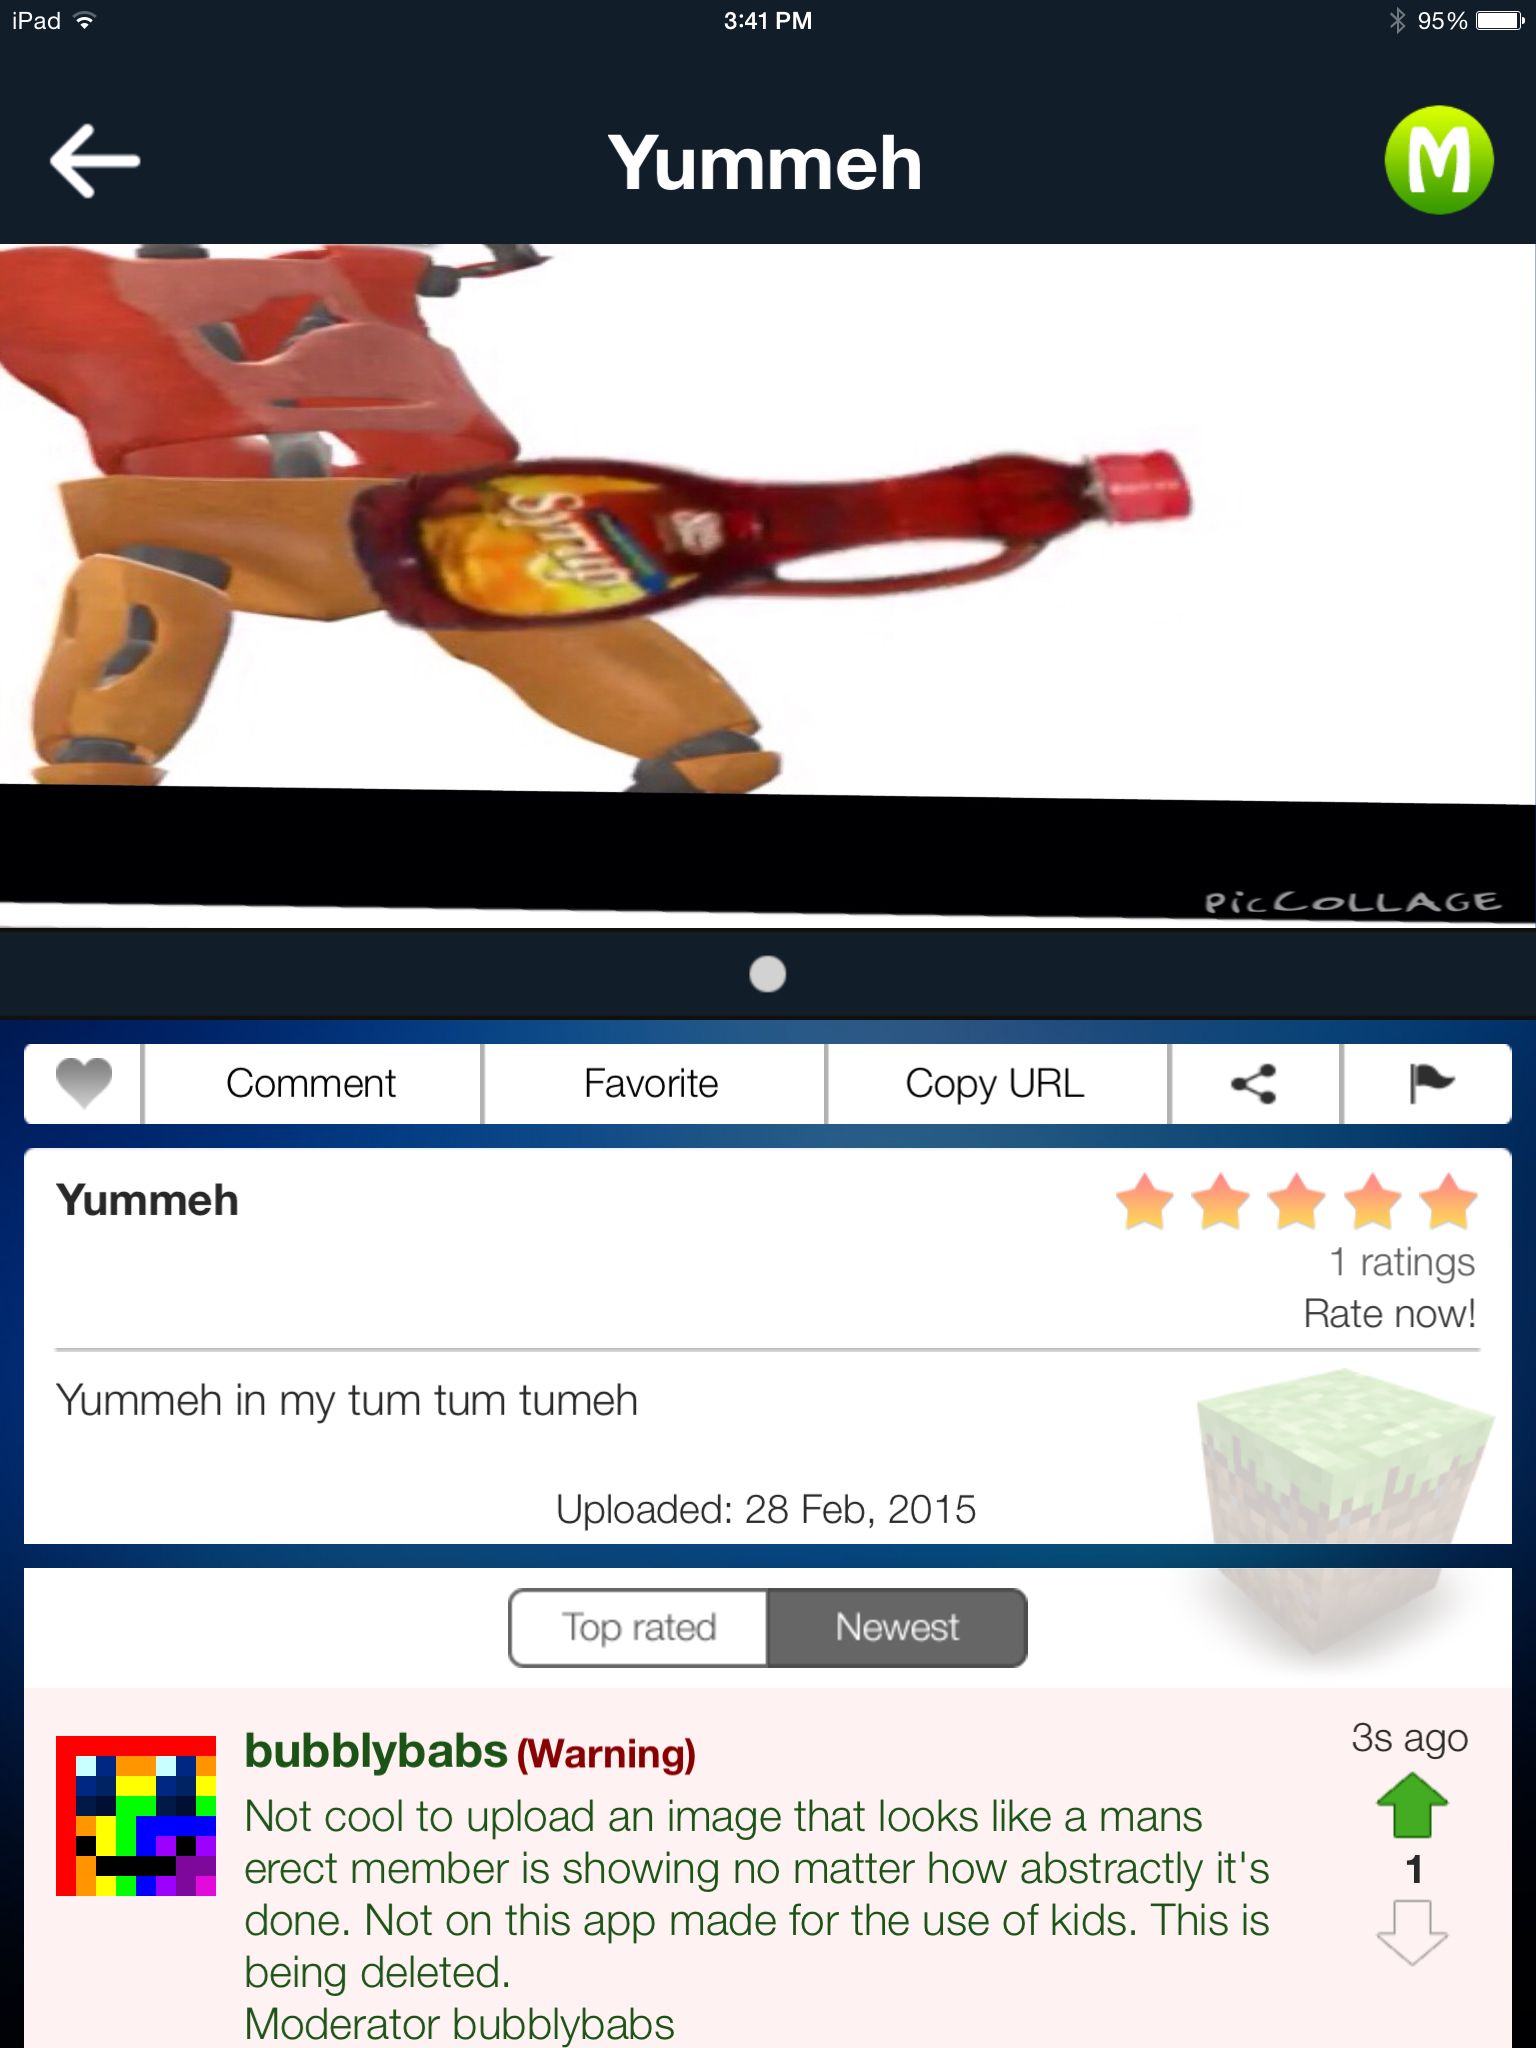 iPad
3:41 PM
95%
Yummeh
M
Syrup
PicCOLLAGE
Comment
Favorite
Copy URL
Yummeh
1 ratings
Rate now!
Yummeh in my tum tum tumeh
Uploaded: 28 Feb, 2015
Top rated
Newest
bubblybabs (Warning)
3s ago
Not cool to upload an image that looks like a mans
erect member is showing no matter how abstractly it's
done. Not on this app made for the use of kids. This is
being deleted.
Moderator bubblybabs
1